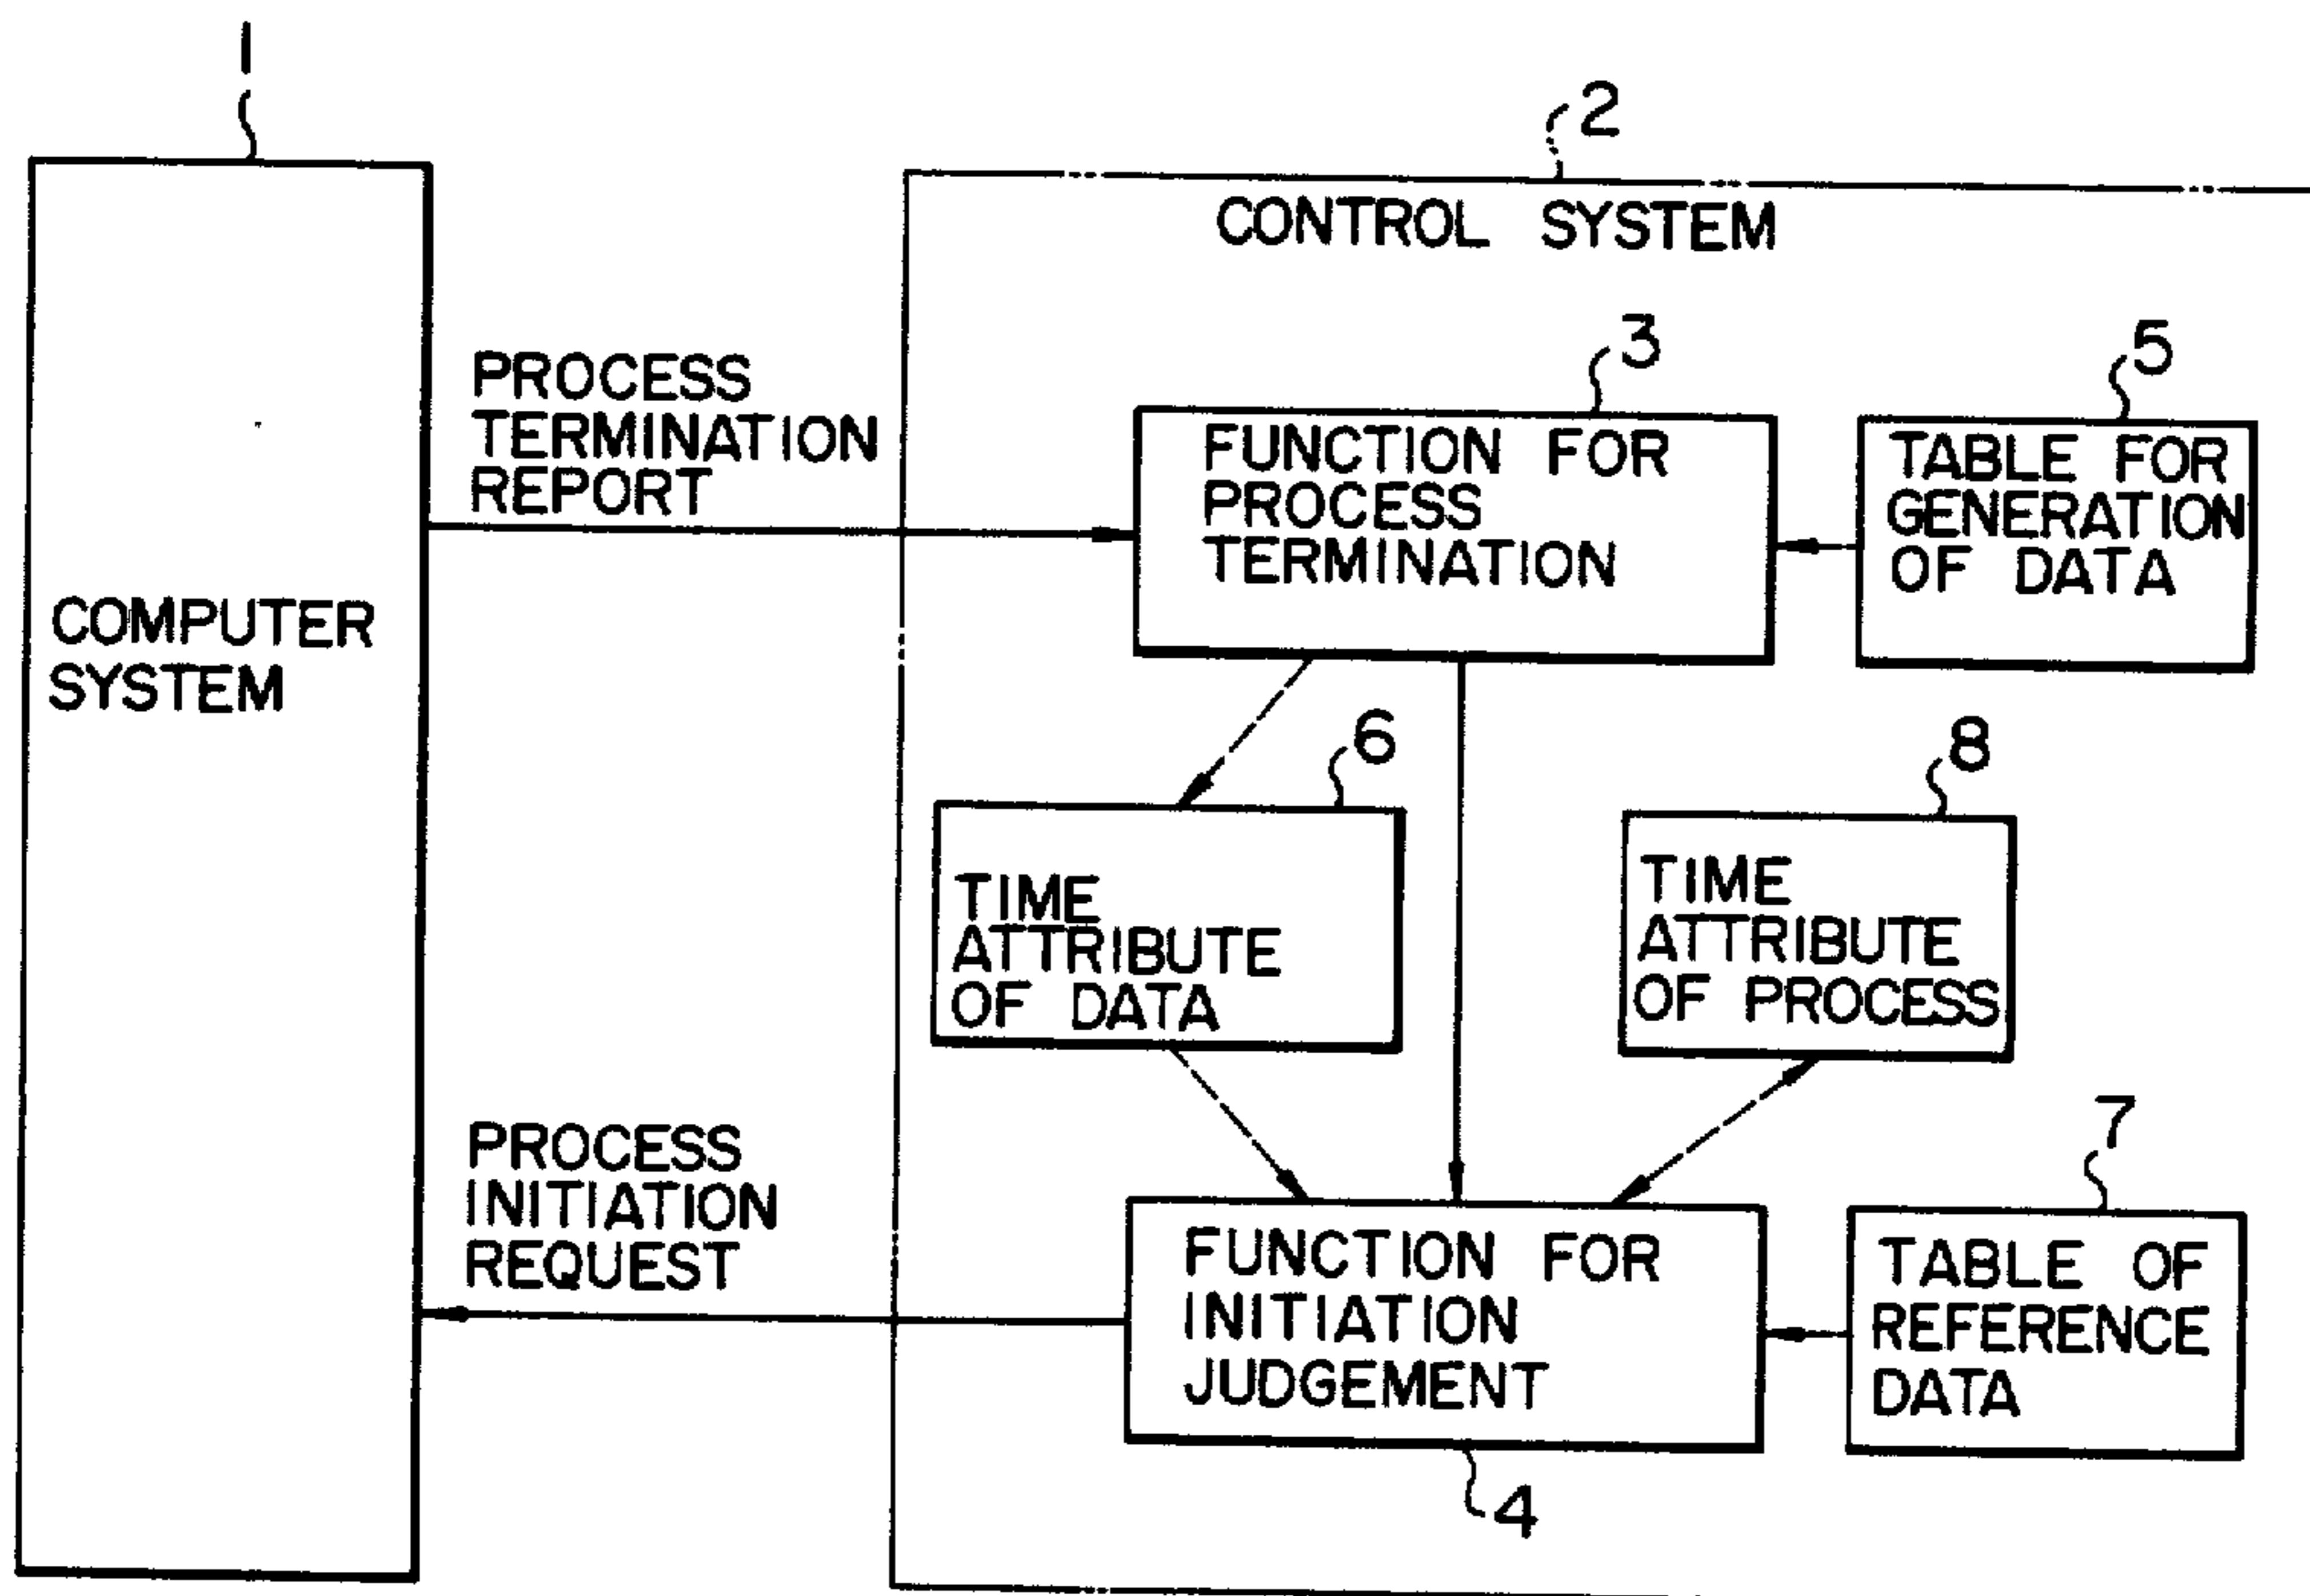 1
2
CONTROL SYSTEM
COMPUTER
SYSTEM
PROCESS
TERMINATION
REPORT
3
FUNCTION FOR
PROCESS
TERMINATION
5
TABLE FOR
GENERATION
OF DATA
6
TIME
ATTRIBUTE
OF DATA
8
TIME
ATTRIBUTE
OF PROCESS
PROCESS
INITIATION
REQUEST
FUNCTION FOR
INITIATION
JUDGEMENT
4
7
TABLE OF
REFERENCE
DATA